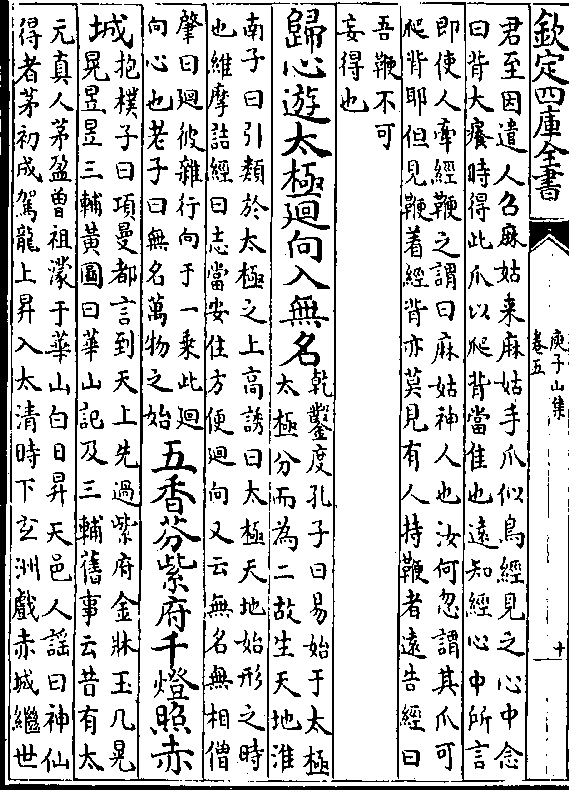 欽定四庫全書
庾子山集
卷五
十
君至因遣人召麻姑来麻姑手爪似鳥經見之心中念
曰背大癢時得此爪以爬背當佳也遠知經心中所言
即使人牽經鞭之謂曰麻姑神人也汝何忽謂其爪可
爬背耶但見鞭着經背亦莫見有人持鞭者遠告經曰
吾鞭不可
妄得也
歸心遊太極廻向入無名
乾鑿度孔子曰易始于太極
太極分而為二故生天地淮
南子曰引類於太極之上高誘曰太極天地始形之時
也維摩詰經曰志當安住方便廻向又云無名無相僧
肇曰廻彼雜行向于一乗此廻
向心也老子曰無名萬物之始
五香芬紫府千燈照赤
城
抱樸子曰項曼都言到天上先過紫府金牀玉几晃
晃昱昱三輔黄圖曰華山記及三輔舊事云昔有太
元真人茅盈曾祖濛于華山白日昇天邑人謡曰神仙
得者茅初成駕龍上昇入太清時下玄洲戲赤城繼世